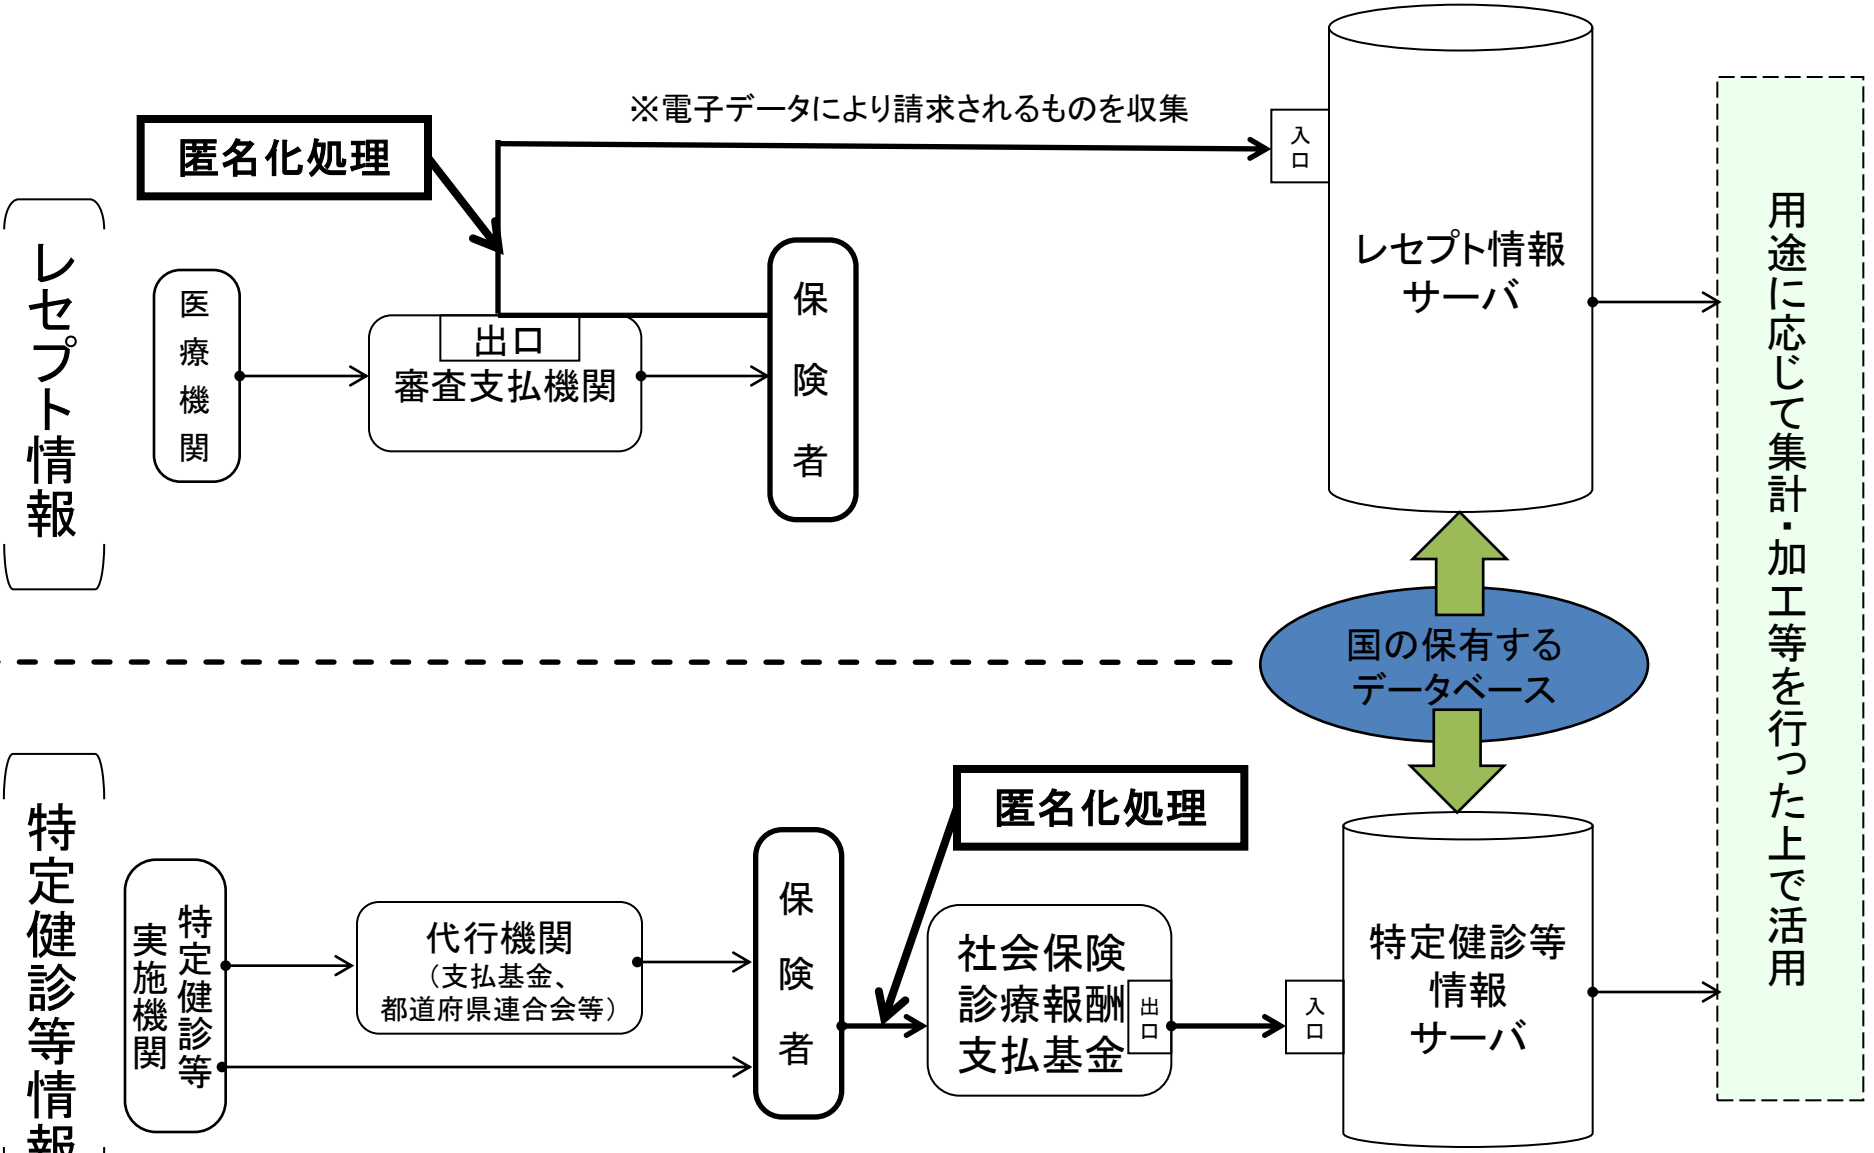 ※電子データにより請求されるものを収集
匿名化処理
入口
レセプト情報
医療機関
出口
審査支払機関
保険者
レセプト情報
サーバ
用途に応じて集計・加工等を行った上で活用
国の保有する
データベース
匿名化処理
特定健診等情報
特定健診等
実施機関
代行機関
（支払基金、
都道府県連合会等）
保険者
社会保険
診療報酬
支払基金
出口
入口
特定健診等
情報
サーバ